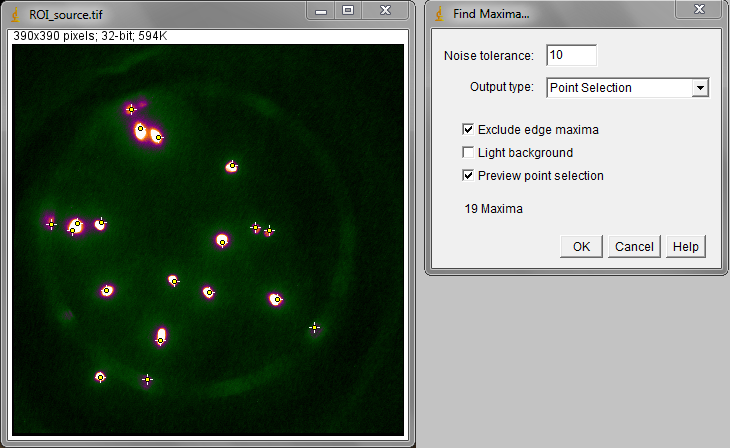 ROI_source.tif
390x390 pixels; 32-bit; 594K
Find Maxima...
Noise tolerance: 10
Output type: Point Selection
Exclude edge maxima
Light background
Preview point selection
19 Maxima
OK Cancel Help